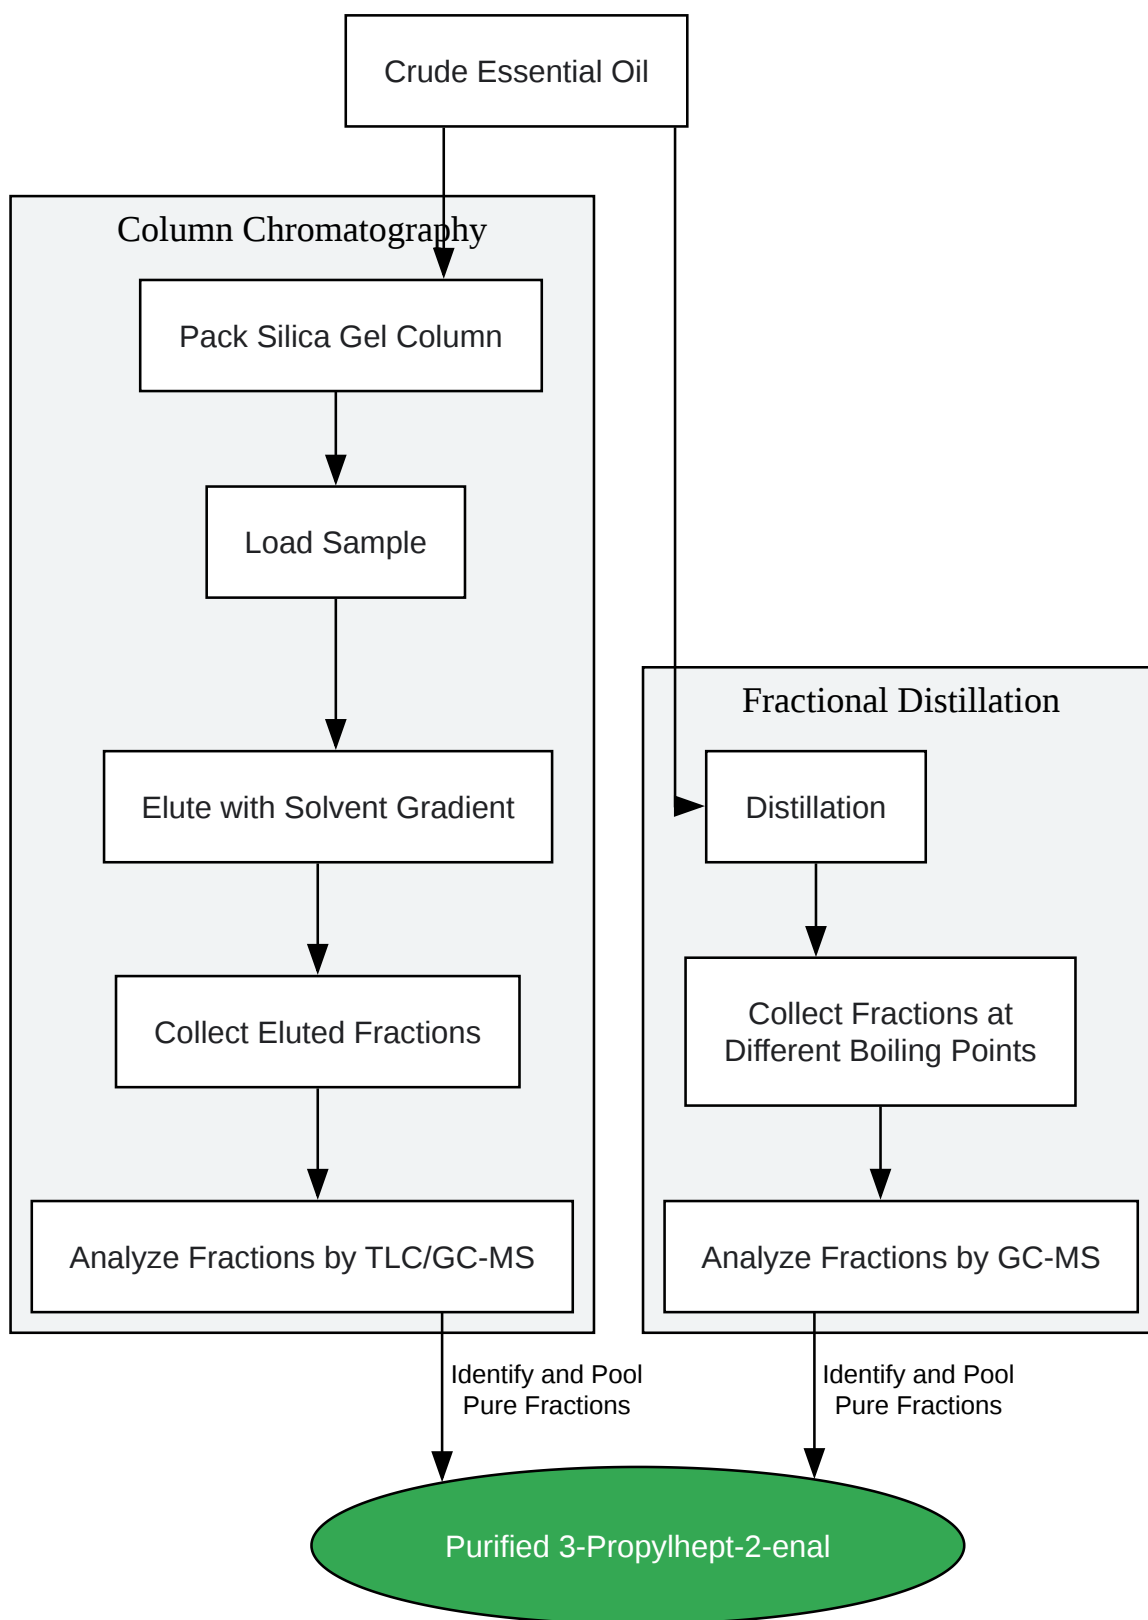 Crude Essential Oil
Column Chromatography
Pack Silica Gel Column
Load Sample
Elute with Solvent Gradient
Collect Eluted Fractions
Analyze Fractions by TLC/GC-MS
Fractional Distillation
Distillation
Collect Fractions at
Different Boiling Points
Analyze Fractions by GC-MS
Identify and Pool
Pure Fractions
Identify and Pool
Pure Fractions
Purified 3-Propylhept-2-enal